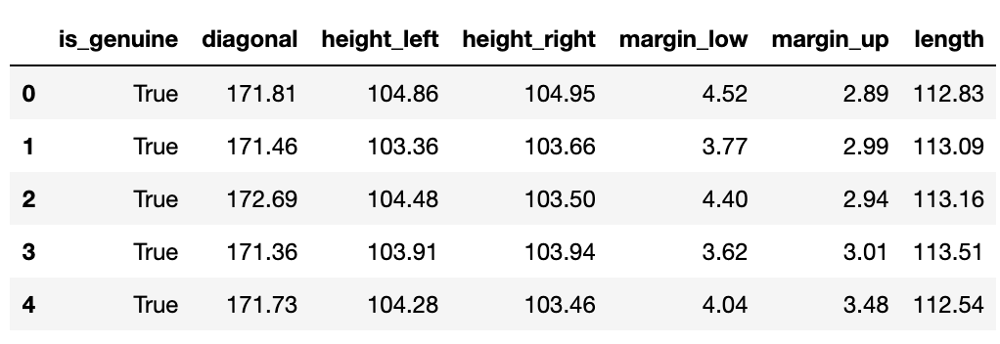 is_genuine diagonal height_left height_right margin_low margin_up length
0 True 171.81 104.86 104.95 4.52 2.89 112.83
1 True 171.46 103.36 103.66 3.77 2.99 113.09
2 True 172.69 104.48 103.50 4.40 2.94 113.16
3 True 171.36 103.91 103.94 3.62 3.01 113.51
4 True 171.73 104.28 103.46 4.04 3.48 112.54